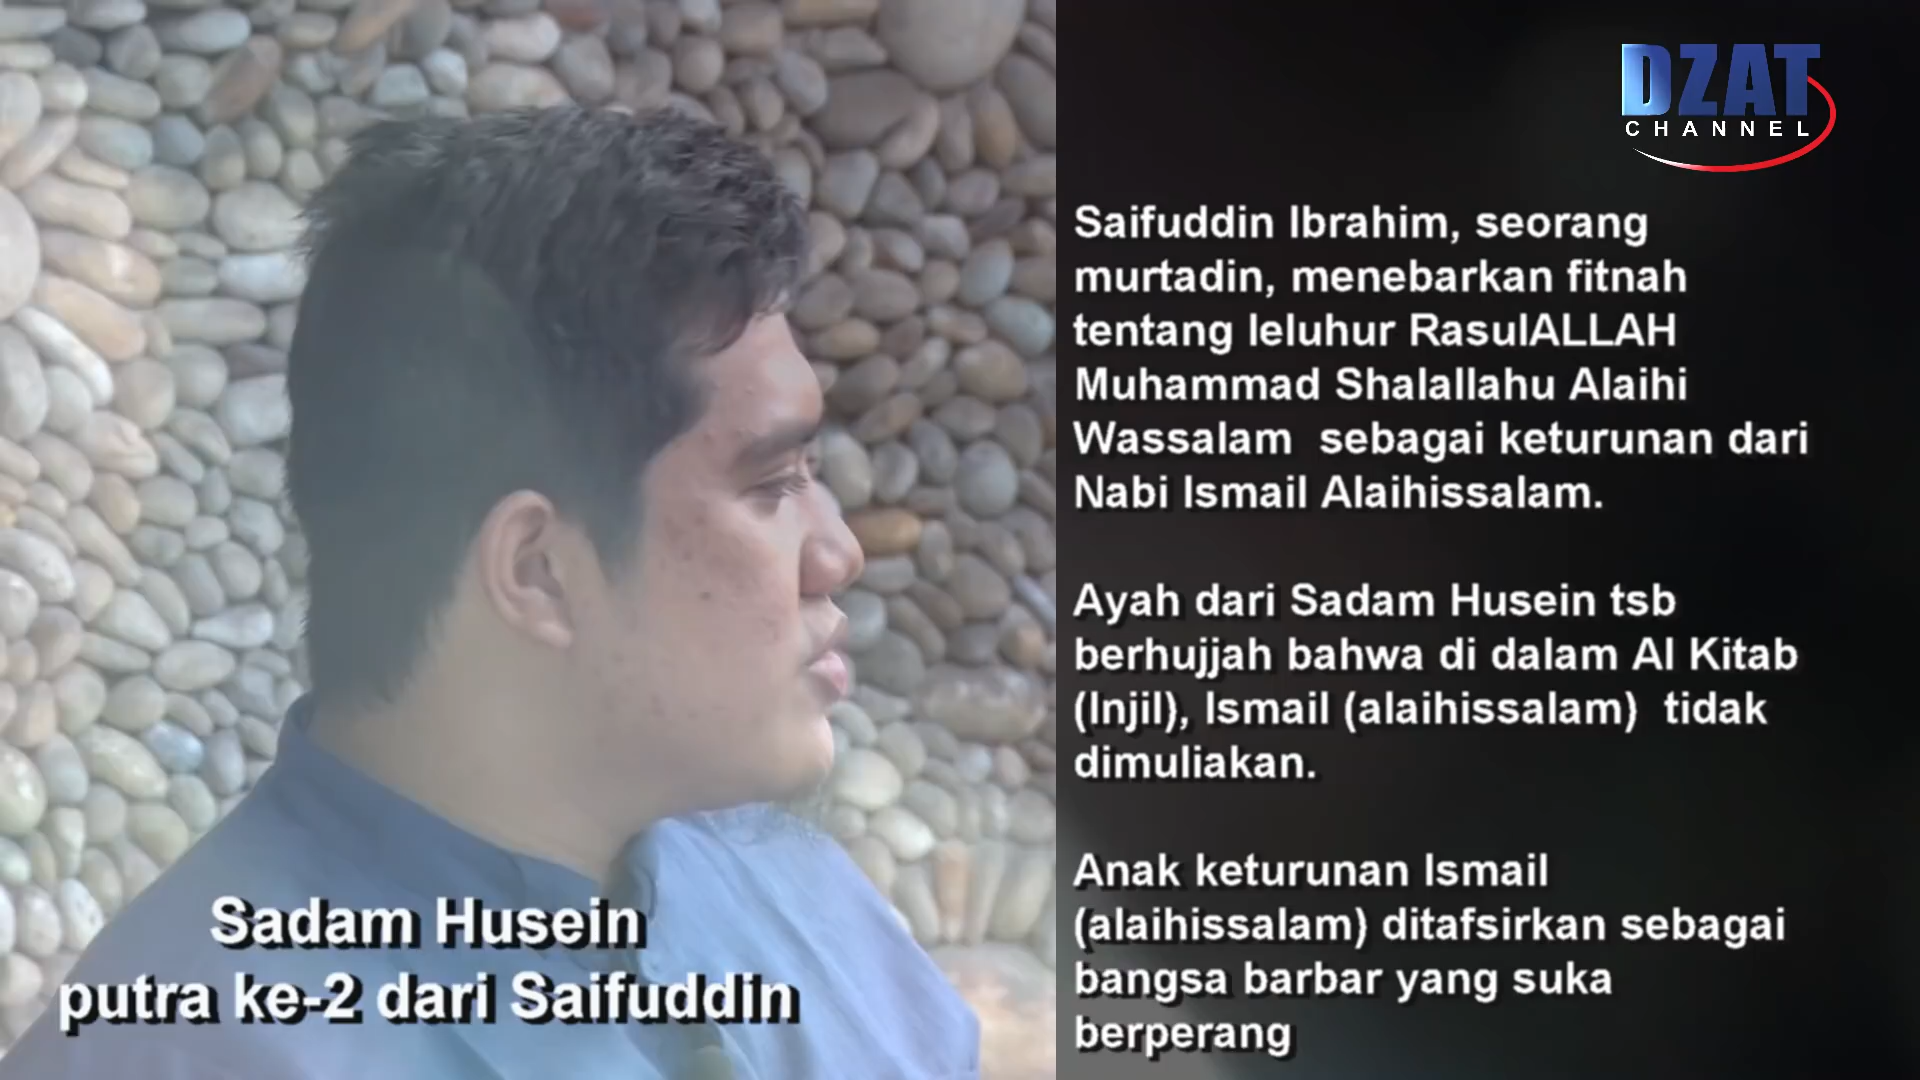 DZAT
CHANNEL
Saifuddin Ibrahim, seorang
murtadin, menebarkan fitnah
tentang leluhur RasulALLAH
Muhammad Shalallahu Alaihi
Wassalam  sebagai keturunan dari
Nabi Ismail Alaihissalam.
Ayah dari Sadam Husein tsb
berhujjah bahwa di dalam Al Kitab
(Injil), Ismail (alaihissalam)  tidak
dimuliakan.
Anak keturunan Ismail
(alaihissalam) ditafsirkan sebagai
bangsa barbar yang suka
berperang
Sadam Husein
putra ke-2 dari Saifuddin